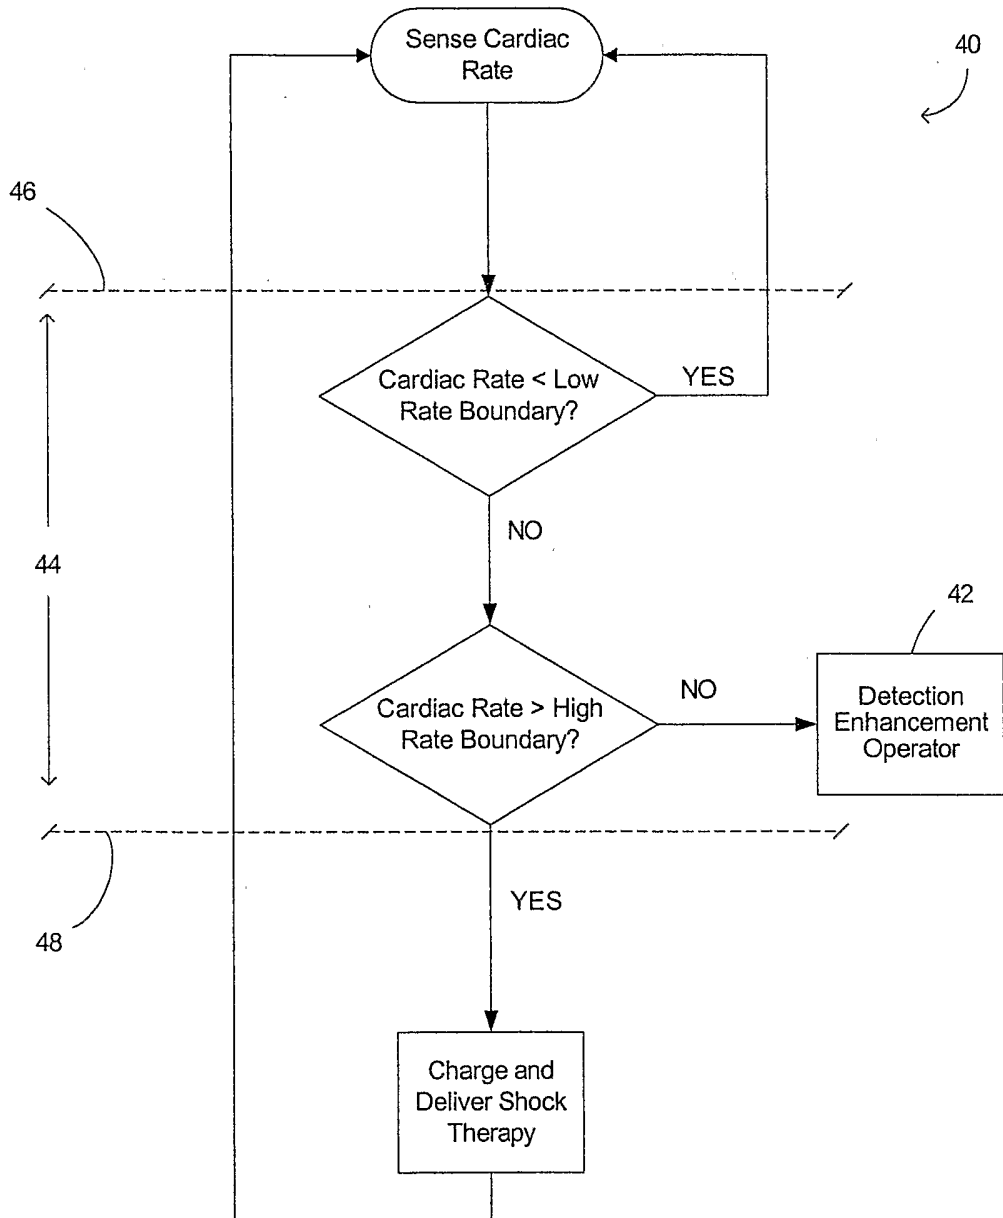 Sense Cardiac
Rate
40
46
Cardiac Rate < Low
Rate Boundary?
YES
NO
44
42
Cardiac Rate > High
Rate Boundary?
NO
Detection
Enhancement
Operator
YES
48
Charge and
Deliver Shock
Therapy